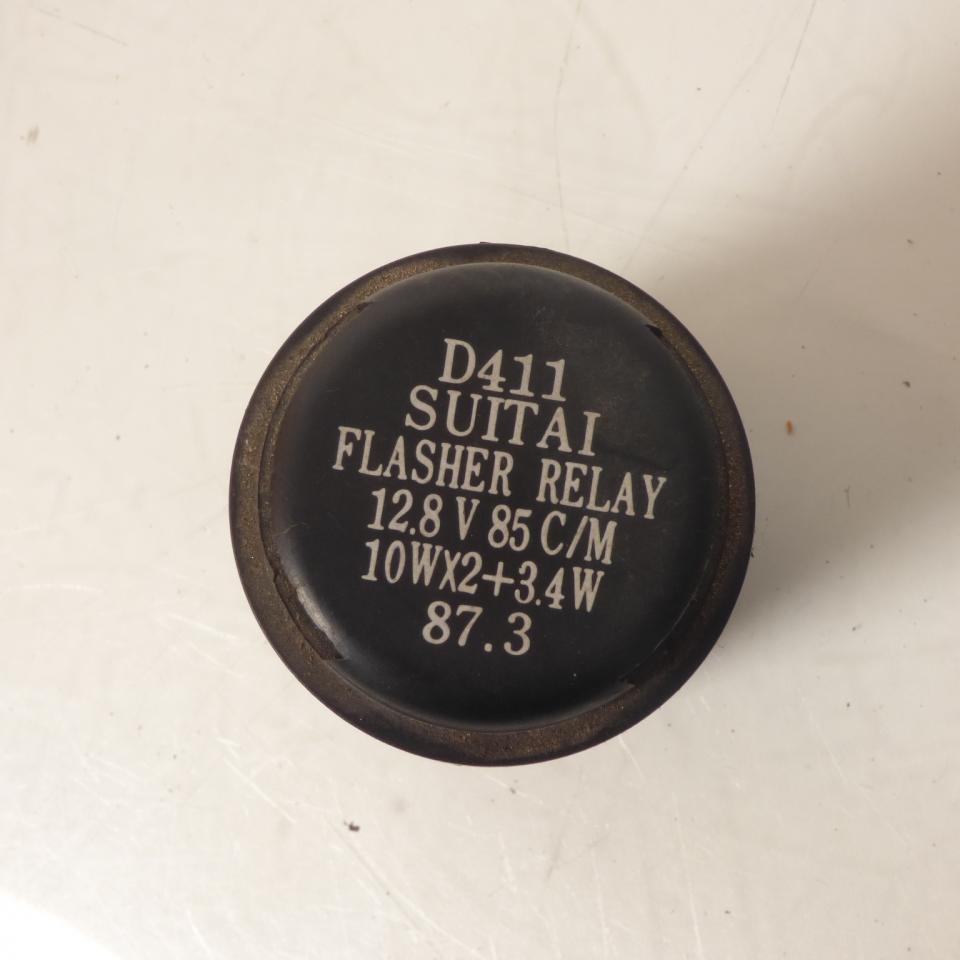 D411
SUITAI
FLASHER RELAY
12.8 V 85 C/M
10WX2+3.4W
87.3